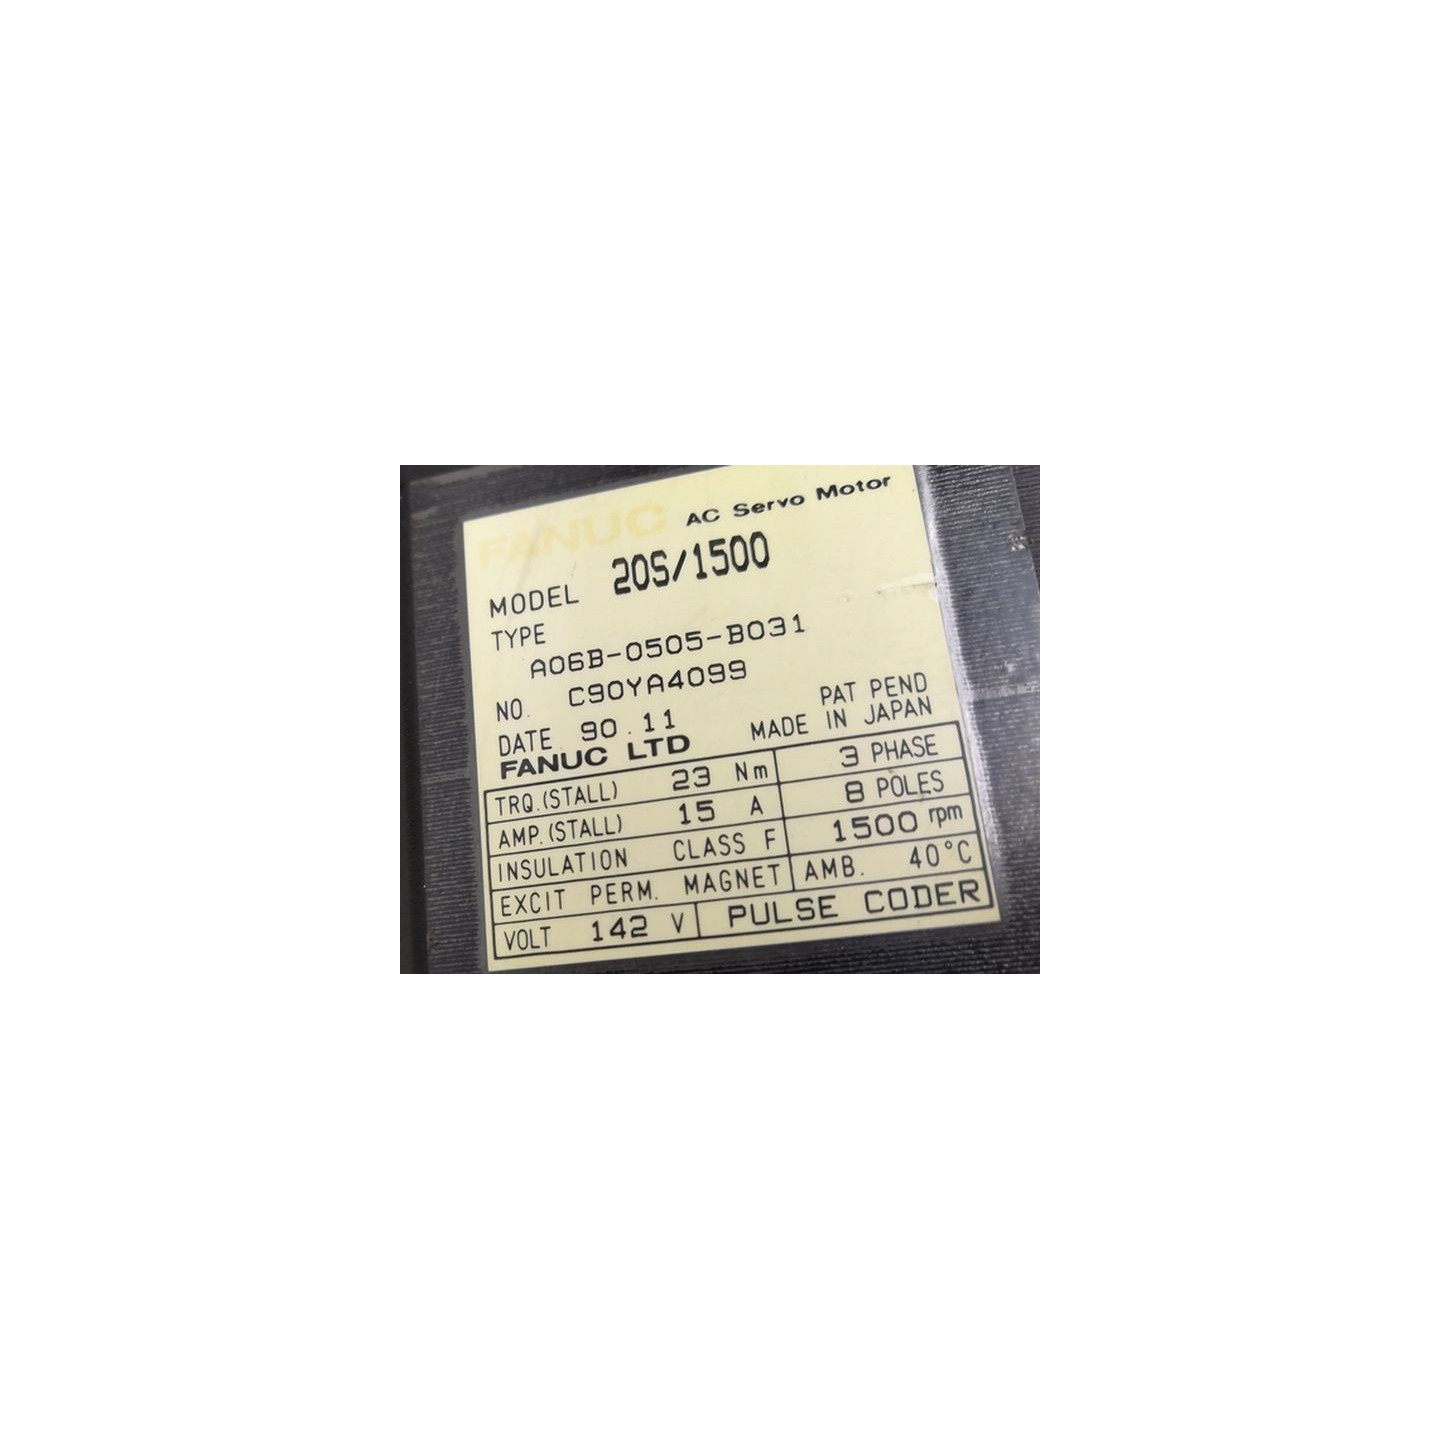 FANUC AC Servo Motor
MODEL 20S/1500
TYPE
A06B-0505-B031
NO. C90YA4099
DATE 90.11
PAT PEND
FANUC LTD MADE IN JAPAN
TRQ.(STALL) 23 Nm 3 PHASE
AMP.(STALL) 15 A 8 POLES
INSULATION CLASS F 1500 rpm
EXCIT PERM. MAGNET AMB. 40°C
VOLT 142 V PULSE CODER